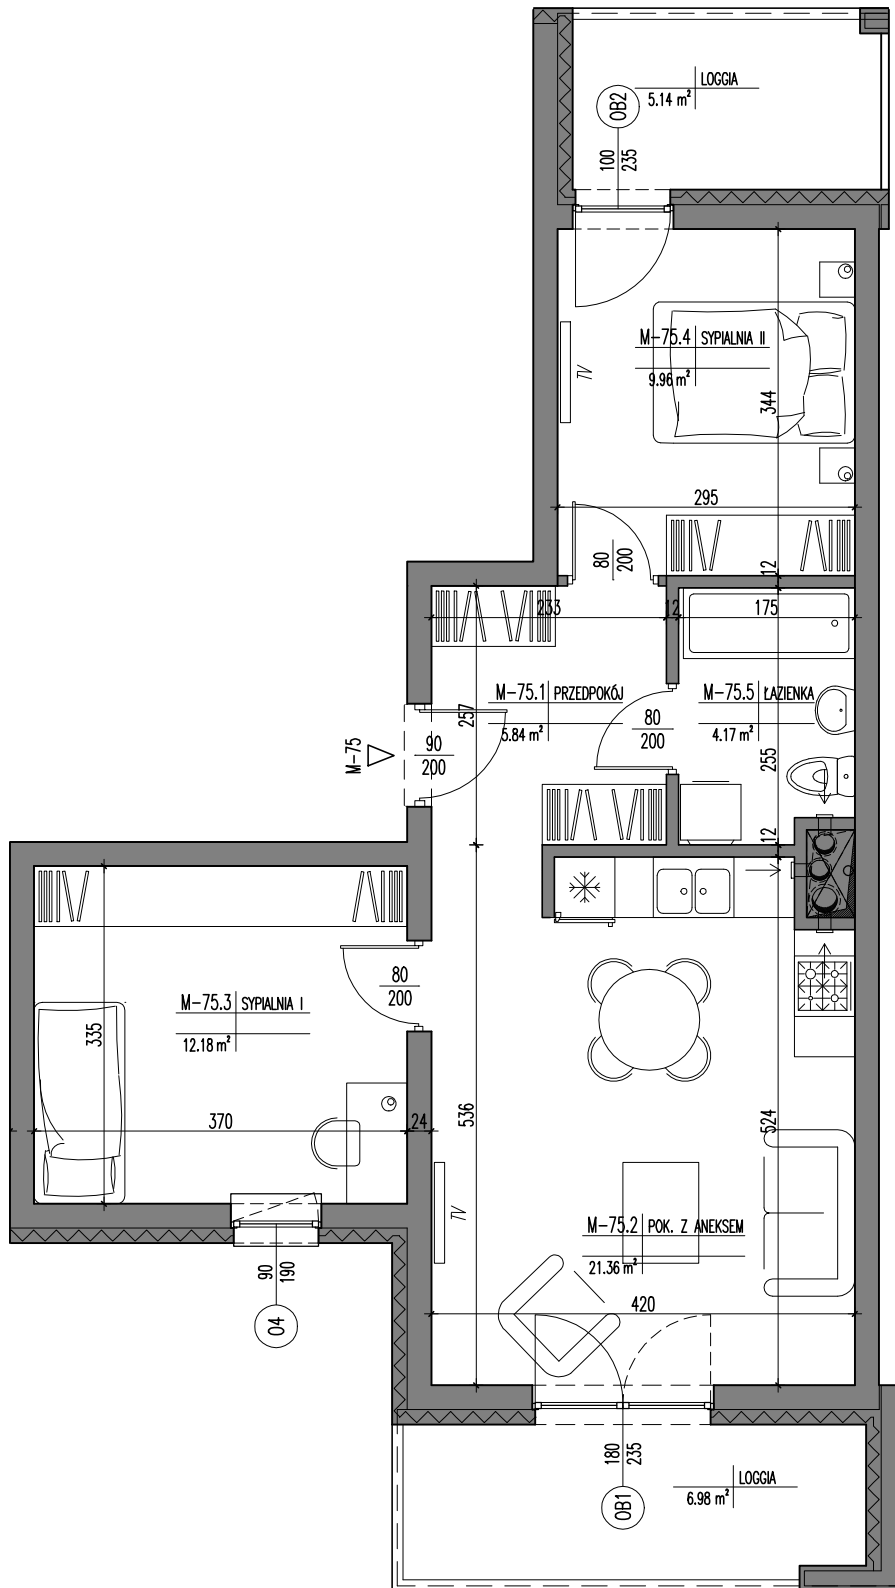 LOGGIA
5.14 m²
OB2
100
235
M-75.4 SYPIALNIA II
9.96 m²
TV
344
295
80
200
12
233
12
175
M-75.1 PRZEDPOKÓJ
5.84 m²
M-75.5 ŁAZIENKA
4.17 m²
257
80
200
255
M-75
90
200
12
80
200
M-75.3 SYPIALNIA I
12.18 m²
335
370
24
536
524
TV
M-75.2 POK. Z ANEKSEM
21.36 m²
90
190
O4
420
180
235
LOGGIA
6.98 m²
OB1